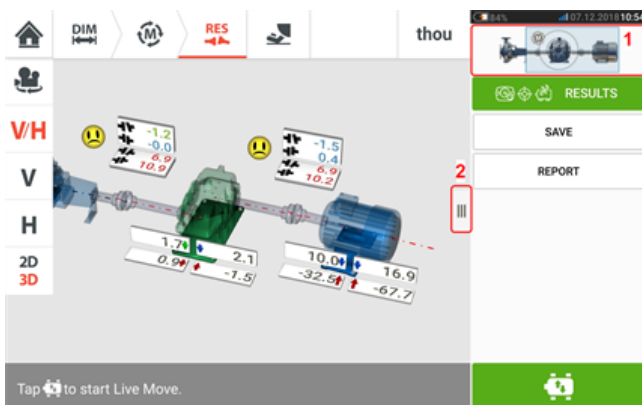 84% 07.12.2018 10:54
DIM
M
RES
thou
1
RESULTS
SAVE
REPORT
2
V/H
V
H
2D
3D
-1.2
-0.0
6.9
10.9
-1.5
0.4
6.9
10.2
1.7 2.1
0.9 -1.5
10.0 16.9
-32.5 -67.7
Tap to start Live Move.